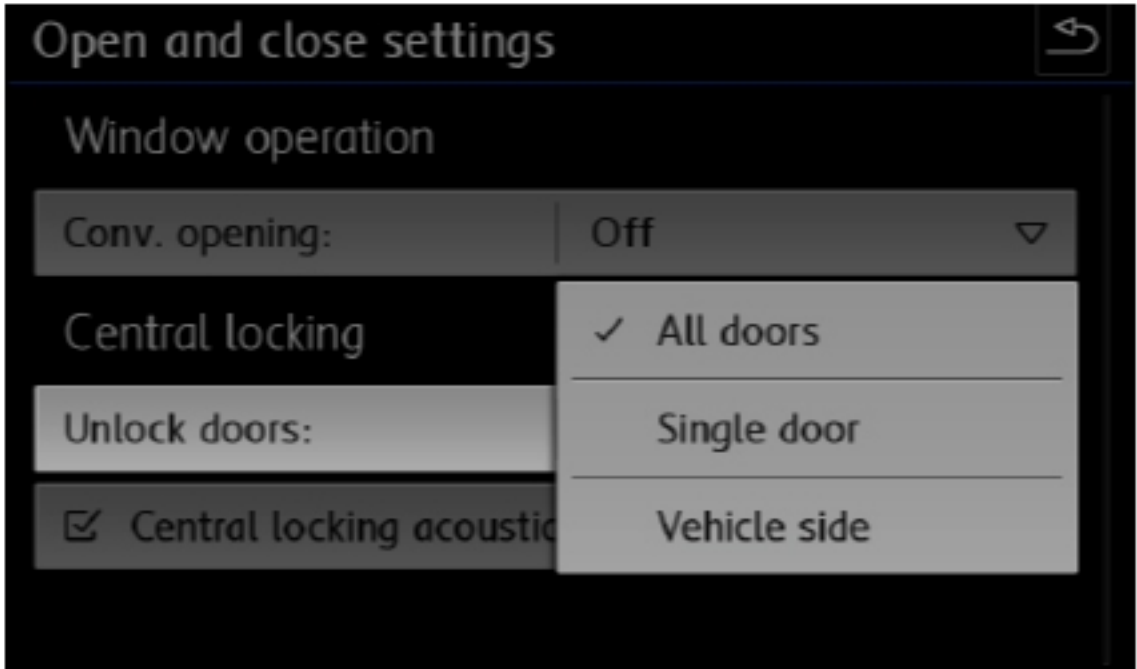 Open and close settings
Window operation
Conv. opening: Off
Central locking
All doors
Single door
Vehicle side
Unlock doors:
Central locking acoustic